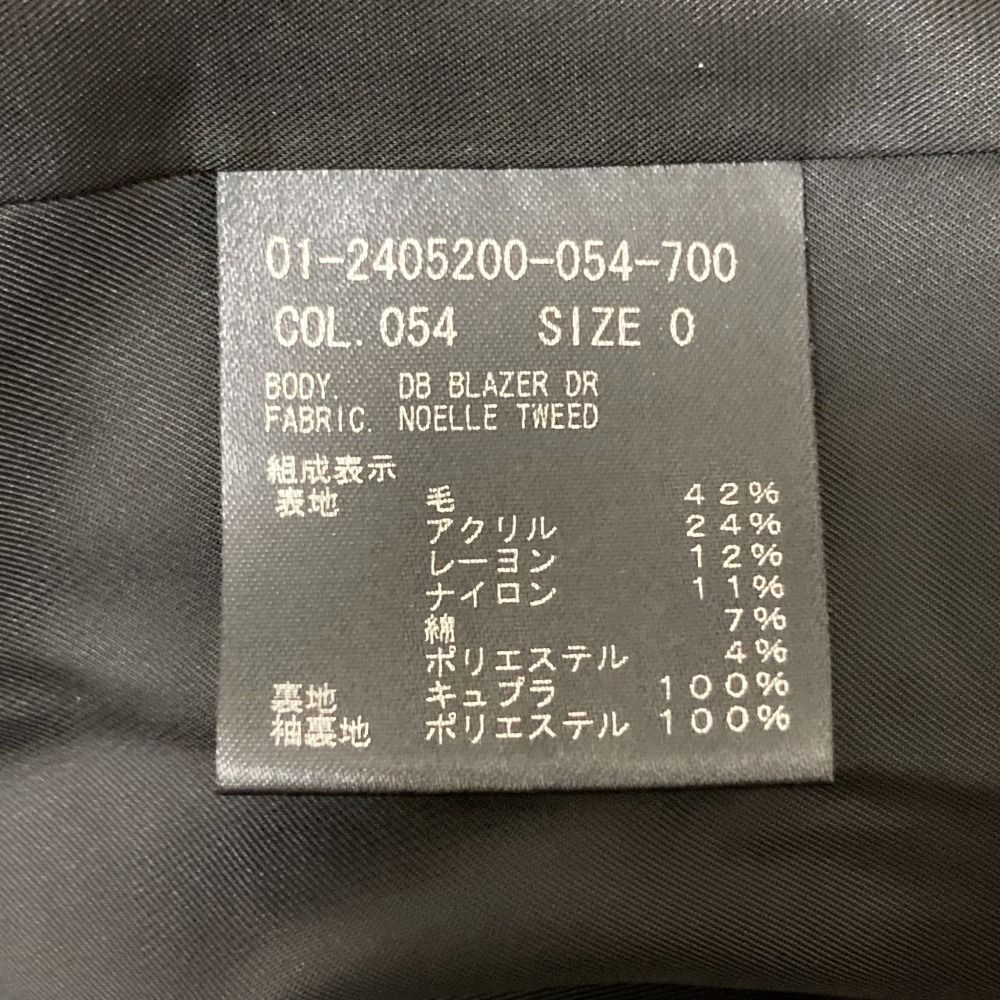 01-2405200-054-700
COL. 054 SIZE 0
BODY. DB BLAZER DR
FABRIC. NOELLE TWEED
組成表示
表地 毛 42%
アクリル 24%
レーヨン 12%
ナイロン 11%
綿 7%
ポリエステル 4%
裏地 キュプラ 100%
袖裏地 ポリエステル 100%